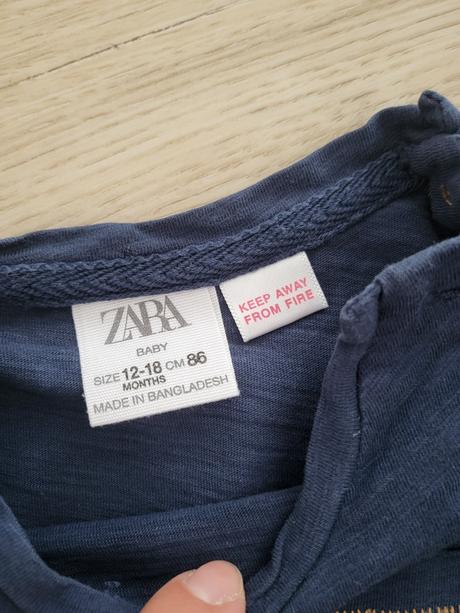 ZARA
BABY
SIZE 12-18 CM 86
MONTHS
MADE IN BANGLADESH
KEEP AWAY
FROM FIRE